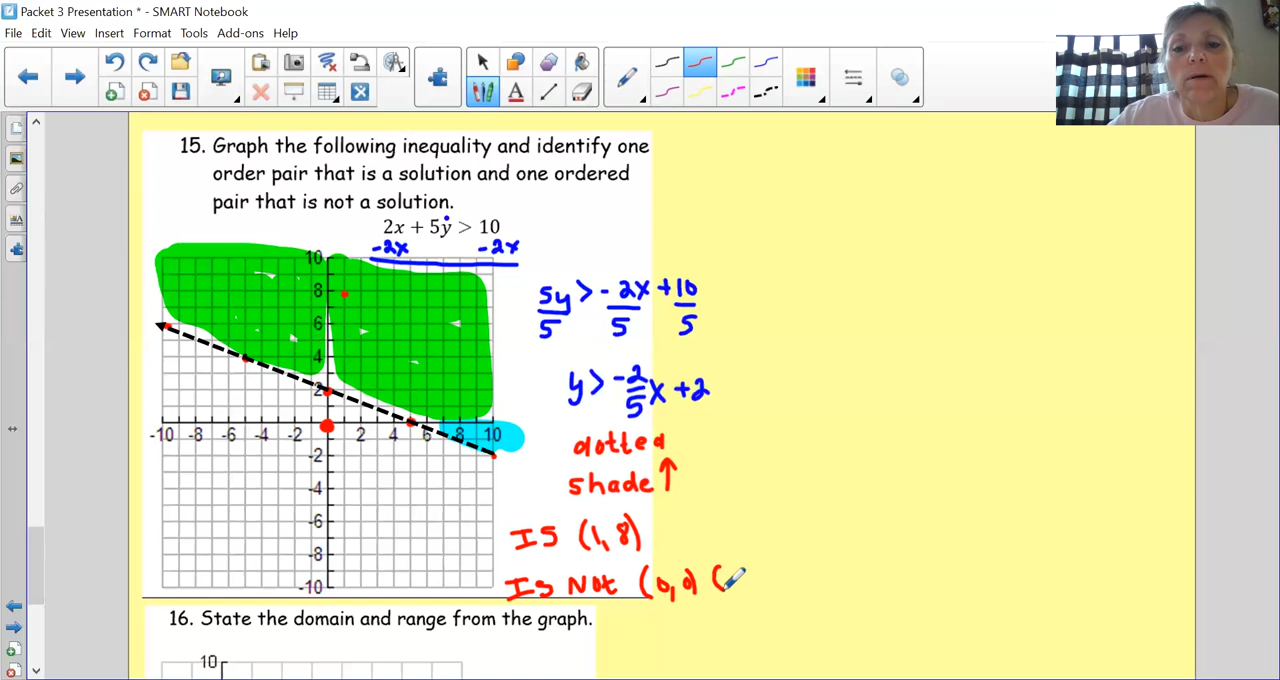 Packet 3 Presentation * - SMART Notebook
File Edit View Insert Format Tools Add-ons Help
15. Graph the following inequality and identify one
order pair that is a solution and one ordered
pair that is not a solution.
2x + 5y > 10
-2x -2x
5y > -2x + 10
5 5 5
y > -2/5 x + 2
dotted
shade ↑
IS (1, 8)
Is Not (0, 0) (
10
8
6
4
2
-10 -8 -6 -4 -2 2 4 6 8 10
-2
-4
-6
-8
-10
16. State the domain and range from the graph.
10